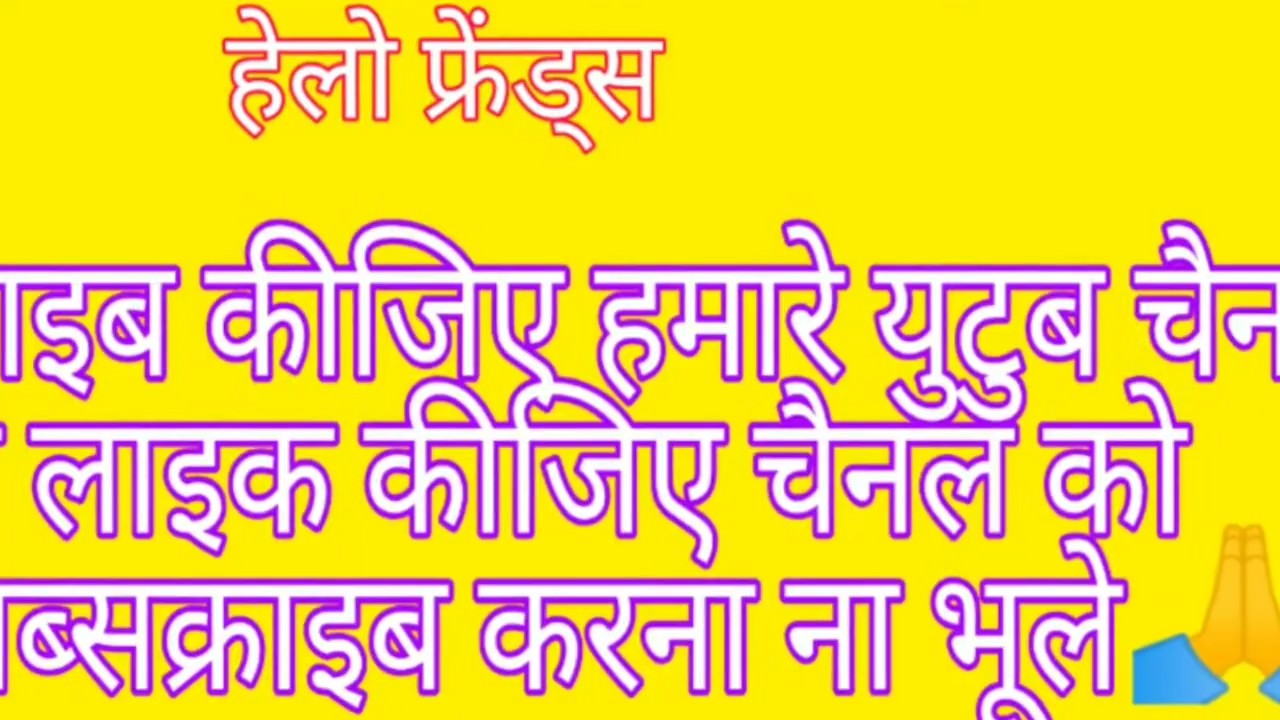 हेलो फ्रेंड्स
कीजिए हमारे युटुब
लाइक कीजिए चैनल को
करना ना भूले